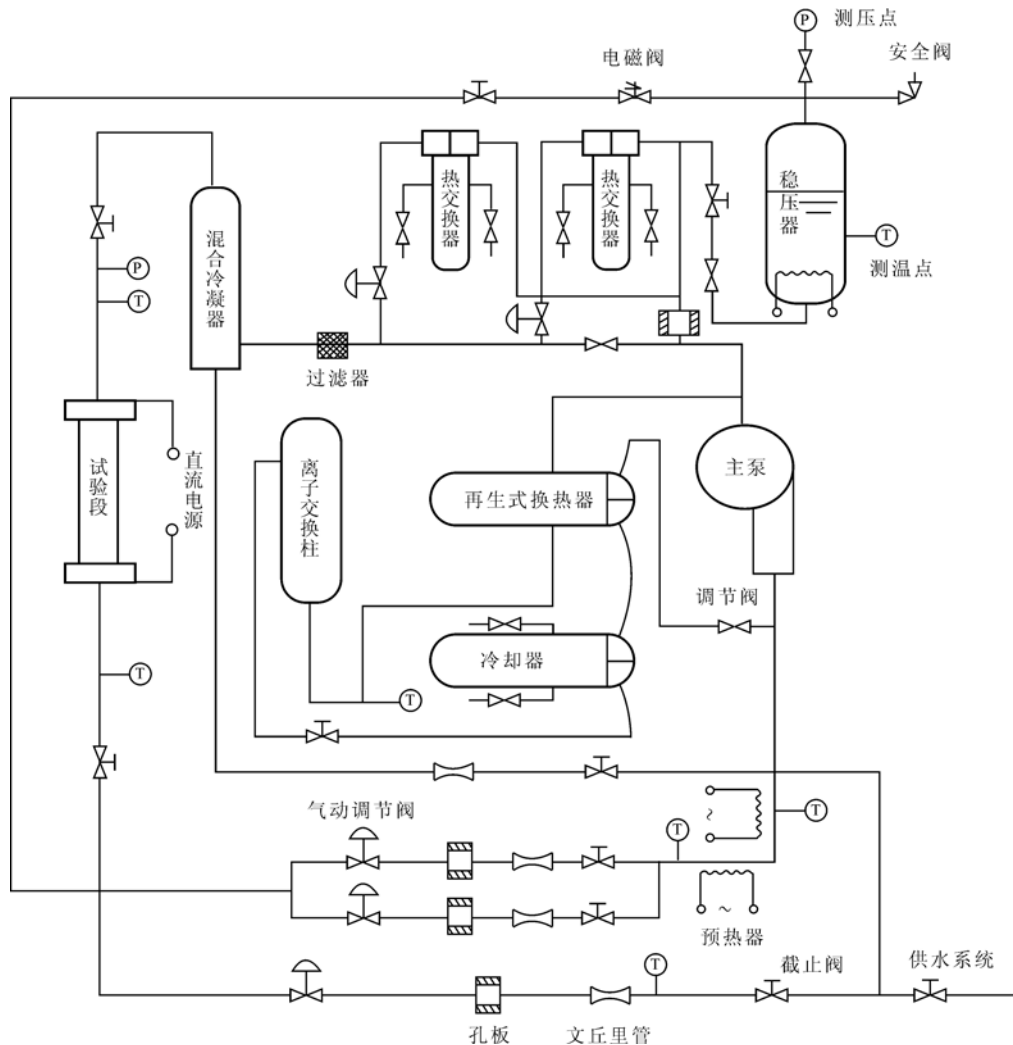 P
测压点
安全阀
电磁阀
热交换器
热交换器
稳压器
T
测温点
混合冷凝器
P
T
过滤器
试验段
直流电源
离子交换柱
再生式换热器
主泵
调节阀
冷却器
T
T
气动调节阀
~
T
T
~
预热器
T
截止阀
供水系统
孔板
文丘里管